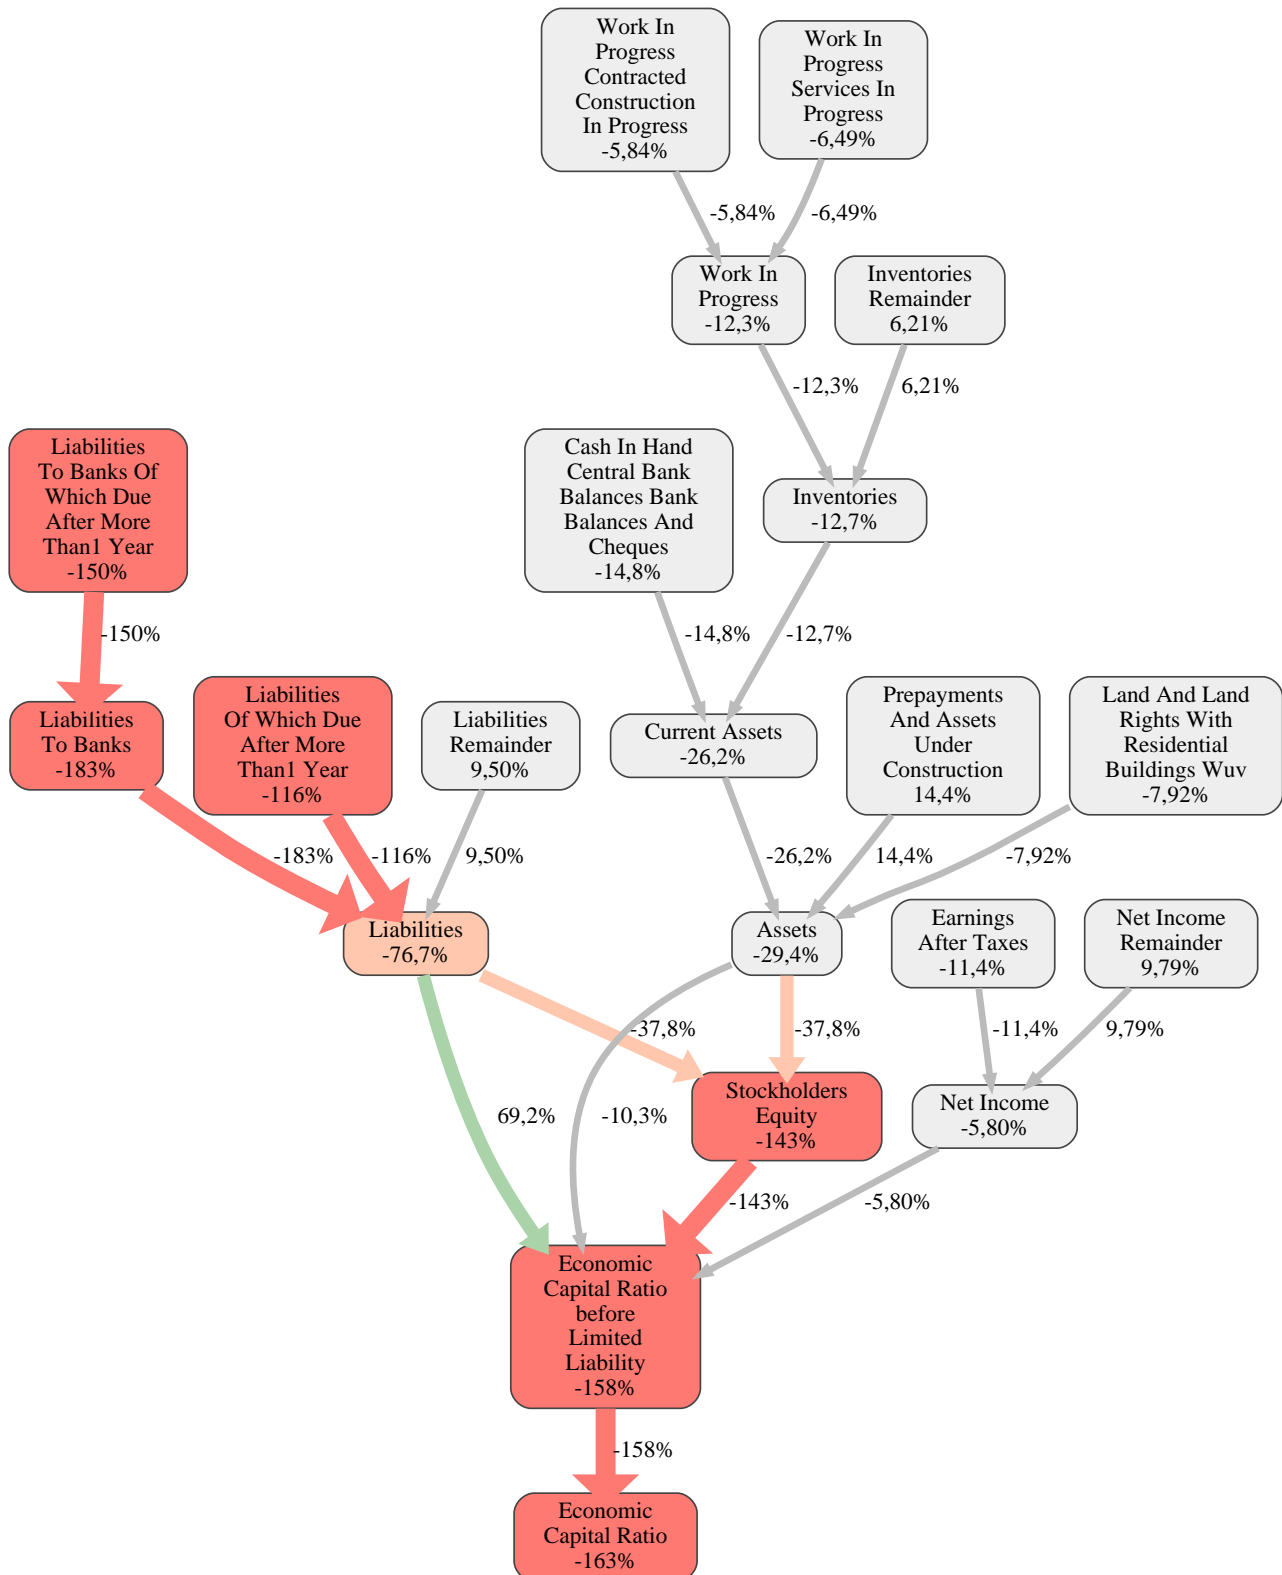 Work In
Progress
Contracted
Construction
In Progress
-5,84%
Work In
Progress
Services In
Progress
-6,49%
-5,84%
-6,49%
Work In
Progress
-12,3%
Inventories
Remainder
6,21%
-12,3%
6,21%
Liabilities
To Banks Of
Which Due
After More
Than1 Year
-150%
Cash In Hand
Central Bank
Balances Bank
Balances And
Cheques
-14,8%
Inventories
-12,7%
-150%
-14,8%
-12,7%
Liabilities
To Banks
-183%
Liabilities
Of Which Due
After More
Than1 Year
-116%
Liabilities
Remainder
9,50%
Current Assets
-26,2%
Prepayments
And Assets
Under
Construction
14,4%
Land And Land
Rights With
Residential
Buildings Wuv
-7,92%
-183%
-116%
9,50%
-26,2%
14,4%
-7,92%
Liabilities
-76,7%
Assets
-29,4%
Earnings
After Taxes
-11,4%
Net Income
Remainder
9,79%
-37,8%
-37,8%
-11,4%
9,79%
Stockholders
Equity
-143%
Net Income
-5,80%
69,2%
-10,3%
-143%
-5,80%
Economic
Capital Ratio
before
Limited
Liability
-158%
-158%
Economic
Capital Ratio
-163%